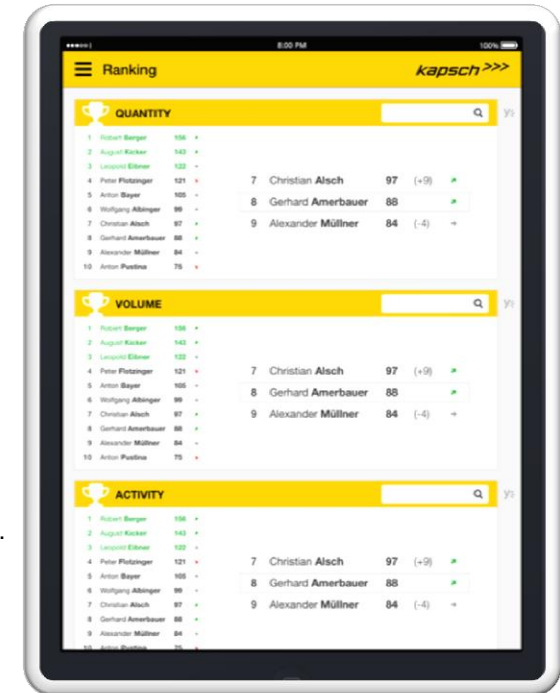 8:00 PM 100%
Ranking kapsch >>>
QUANTITY
1 Robert Berger 156
2 August Kicker 143
3 Leopold Eibner 122
4 Peter Flotzinger 121
5 Anton Bayer 105
6 Wolfgang Albinger 99
7 Christian Alsch 97
8 Gerhard Amerbauer 88
9 Alexander Müllner 84
10 Anton Pustina 75
7 Christian Alsch 97 (+9)
8 Gerhard Amerbauer 88
9 Alexander Müllner 84 (-4)
VOLUME
1 Robert Berger 156
2 August Kicker 143
3 Leopold Eibner 122
4 Peter Flotzinger 121
5 Anton Bayer 105
6 Wolfgang Albinger 99
7 Christian Alsch 97
8 Gerhard Amerbauer 88
9 Alexander Müllner 84
10 Anton Pustina 75
7 Christian Alsch 97 (+9)
8 Gerhard Amerbauer 88
9 Alexander Müllner 84 (-4)
ACTIVITY
1 Robert Berger 156
2 August Kicker 143
3 Leopold Eibner 122
4 Peter Flotzinger 121
5 Anton Bayer 105
6 Wolfgang Albinger 99
7 Christian Alsch 97
8 Gerhard Amerbauer 88
9 Alexander Müllner 84
10 Anton Pustina 75
7 Christian Alsch 97 (+9)
8 Gerhard Amerbauer 88
9 Alexander Müllner 84 (-4)